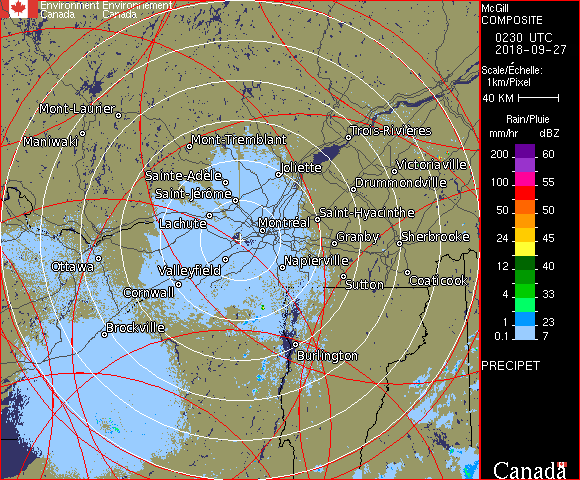 Environment Environnement
Canada Canada
McGill
COMPOSITE
0230 UTC
2018-09-27
Scale/Échelle:
1km/Pixel
40 KM
Rain/Pluie
mm/hr dBZ
200 60
100 55
50 50
24 45
12 40
4 33
1 23
0.1 7
PRECIPET
Canada
Mont-Laurier
Maniwaki
Mont-Tremblant
Trois-Rivières
Sainte-Adèle
Joliette
Victoriaville
Saint-Jérôme
Drummondville
Lachute
Montréal
Saint-Hyacinthe
Granby
Sherbrooke
Ottawa
Valleyfield
Napierville
Cornwall
Sutton
Coaticook
Brockville
Burlington